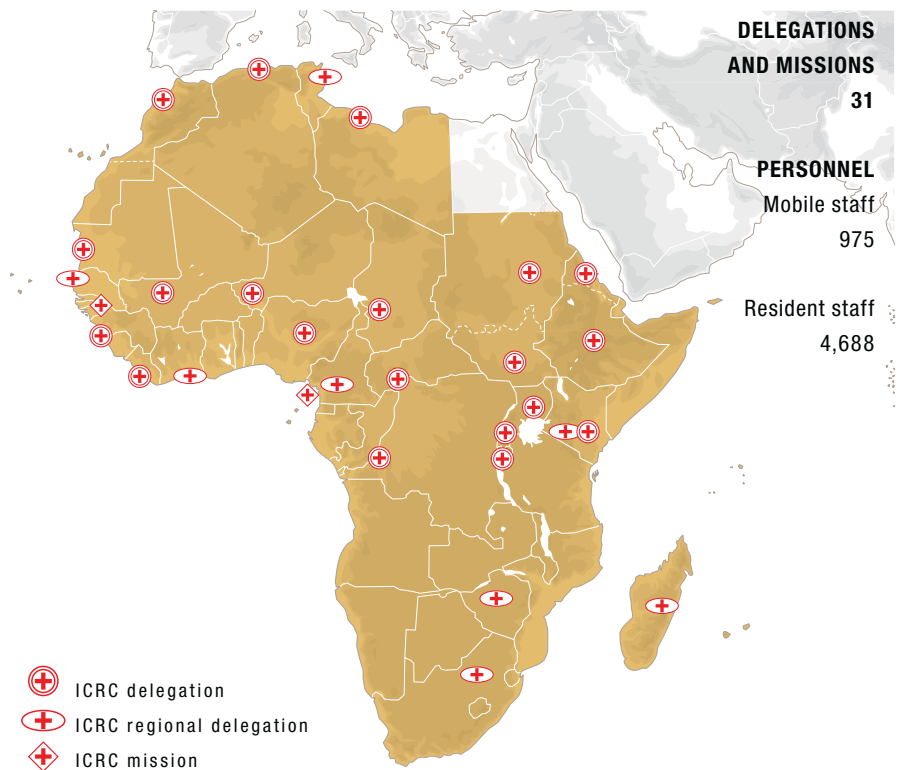 DELEGATIONS
AND MISSIONS
31
PERSONNEL
Mobile staff
975
Resident staff
4,688
ICRC delegation
ICRC regional delegation
ICRC mission